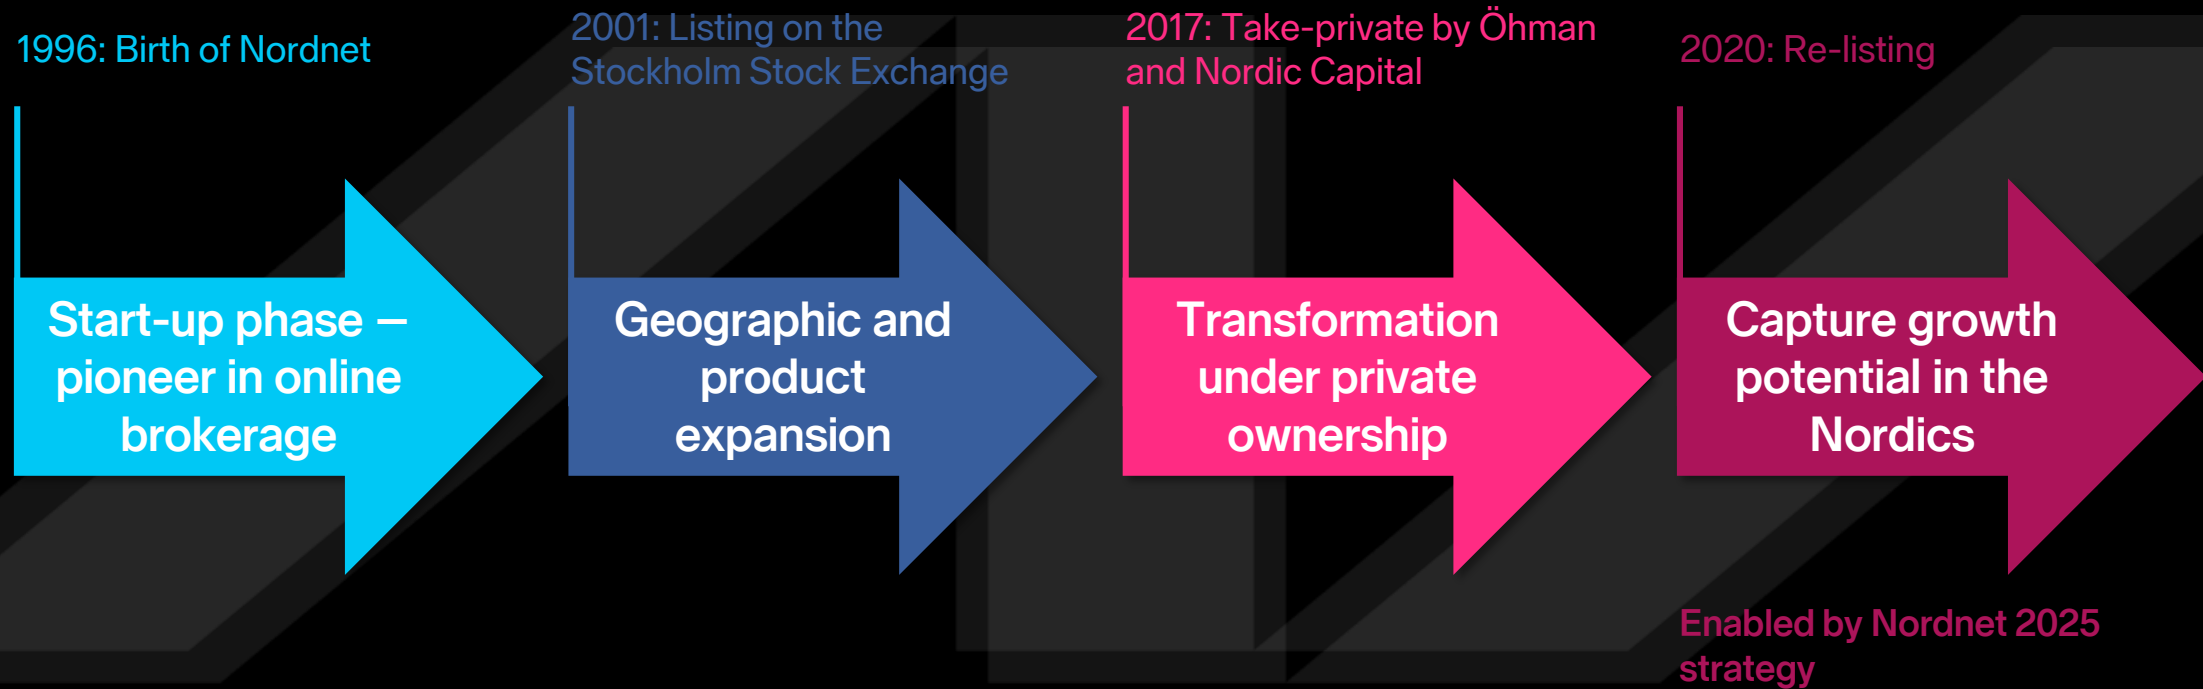 1996: Birth of Nordnet
2001: Listing on the
Stockholm Stock Exchange
2017: Take-private by Öhman
and Nordic Capital
2020: Re-listing
Start-up phase –
pioneer in online
brokerage
Geographic and
product
expansion
Transformation
under private
ownership
Capture growth
potential in the
Nordics
Enabled by Nordnet 2025
strategy